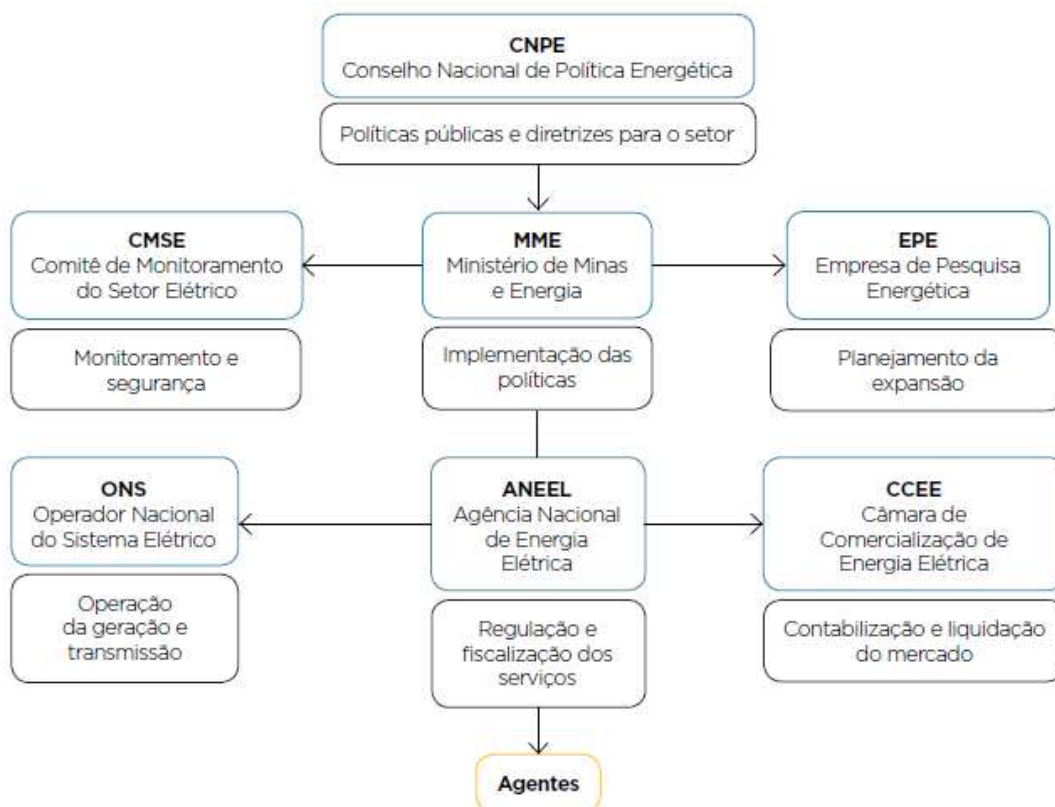 CNPE
Conselho Nacional de Política Energética
Políticas públicas e diretrizes para o setor
CMSE
Comitê de Monitoramento
do Setor Elétrico
Monitoramento e
segurança
MME
Ministério de Minas
e Energia
Implementação das
políticas
EPE
Empresa de Pesquisa
Energética
Planejamento da
expansão
ONS
Operador Nacional
do Sistema Elétrico
Operação
da geração e
transmissão
ANEEL
Agência Nacional
de Energia
Elétrica
Regulação e
fiscalização dos
serviços
CCEE
Câmara de
Comercialização de
Energia Elétrica
Contabilização e liquidação
do mercado
Agentes